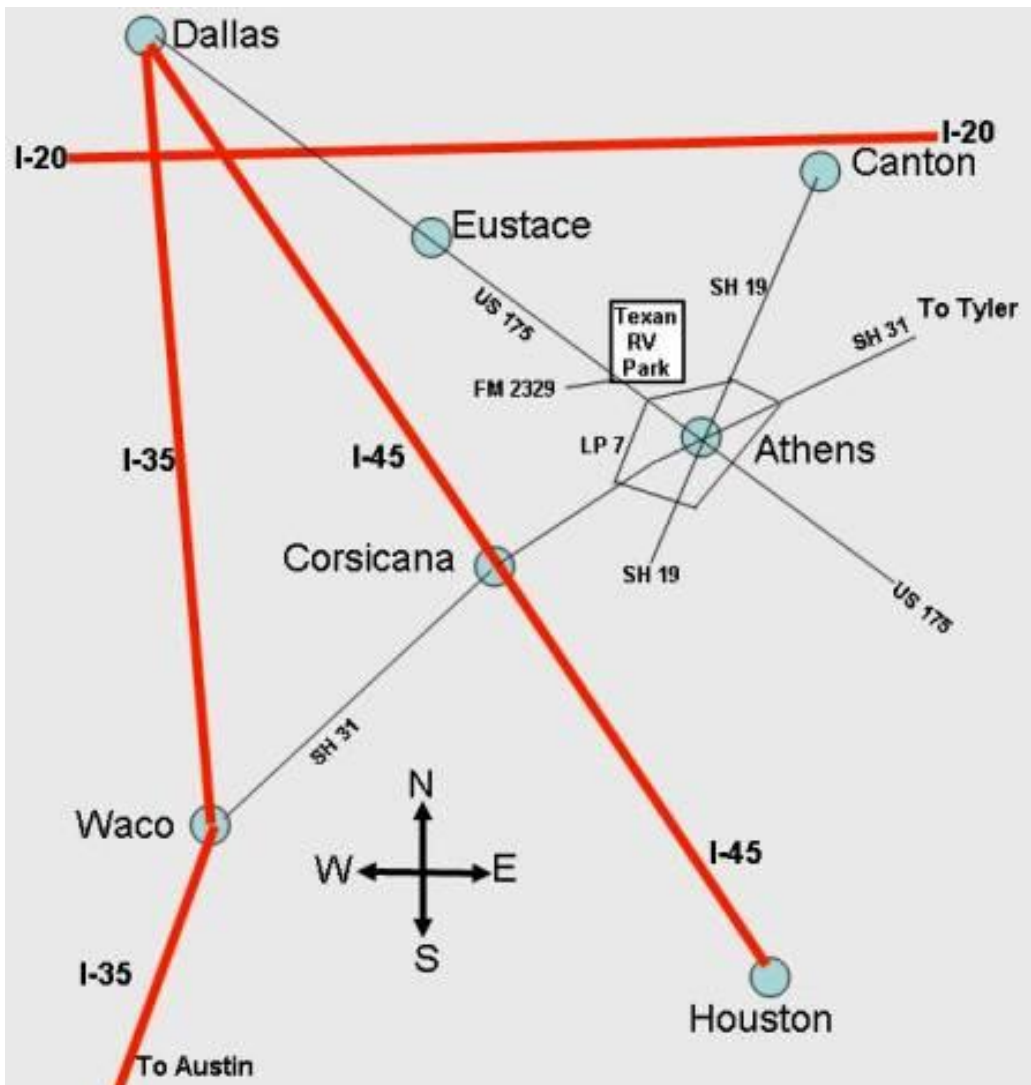 Dallas
I-20
I-20
Canton
Eustace
SH 19
US 175
Texan
RV
Park
To Tyler
SH 31
FM 2329
I-35
I-45
LP 7
Athens
Corsicana
SH 19
US 175
SH 31
N
Waco
W
E
I-45
S
I-35
Houston
To Austin